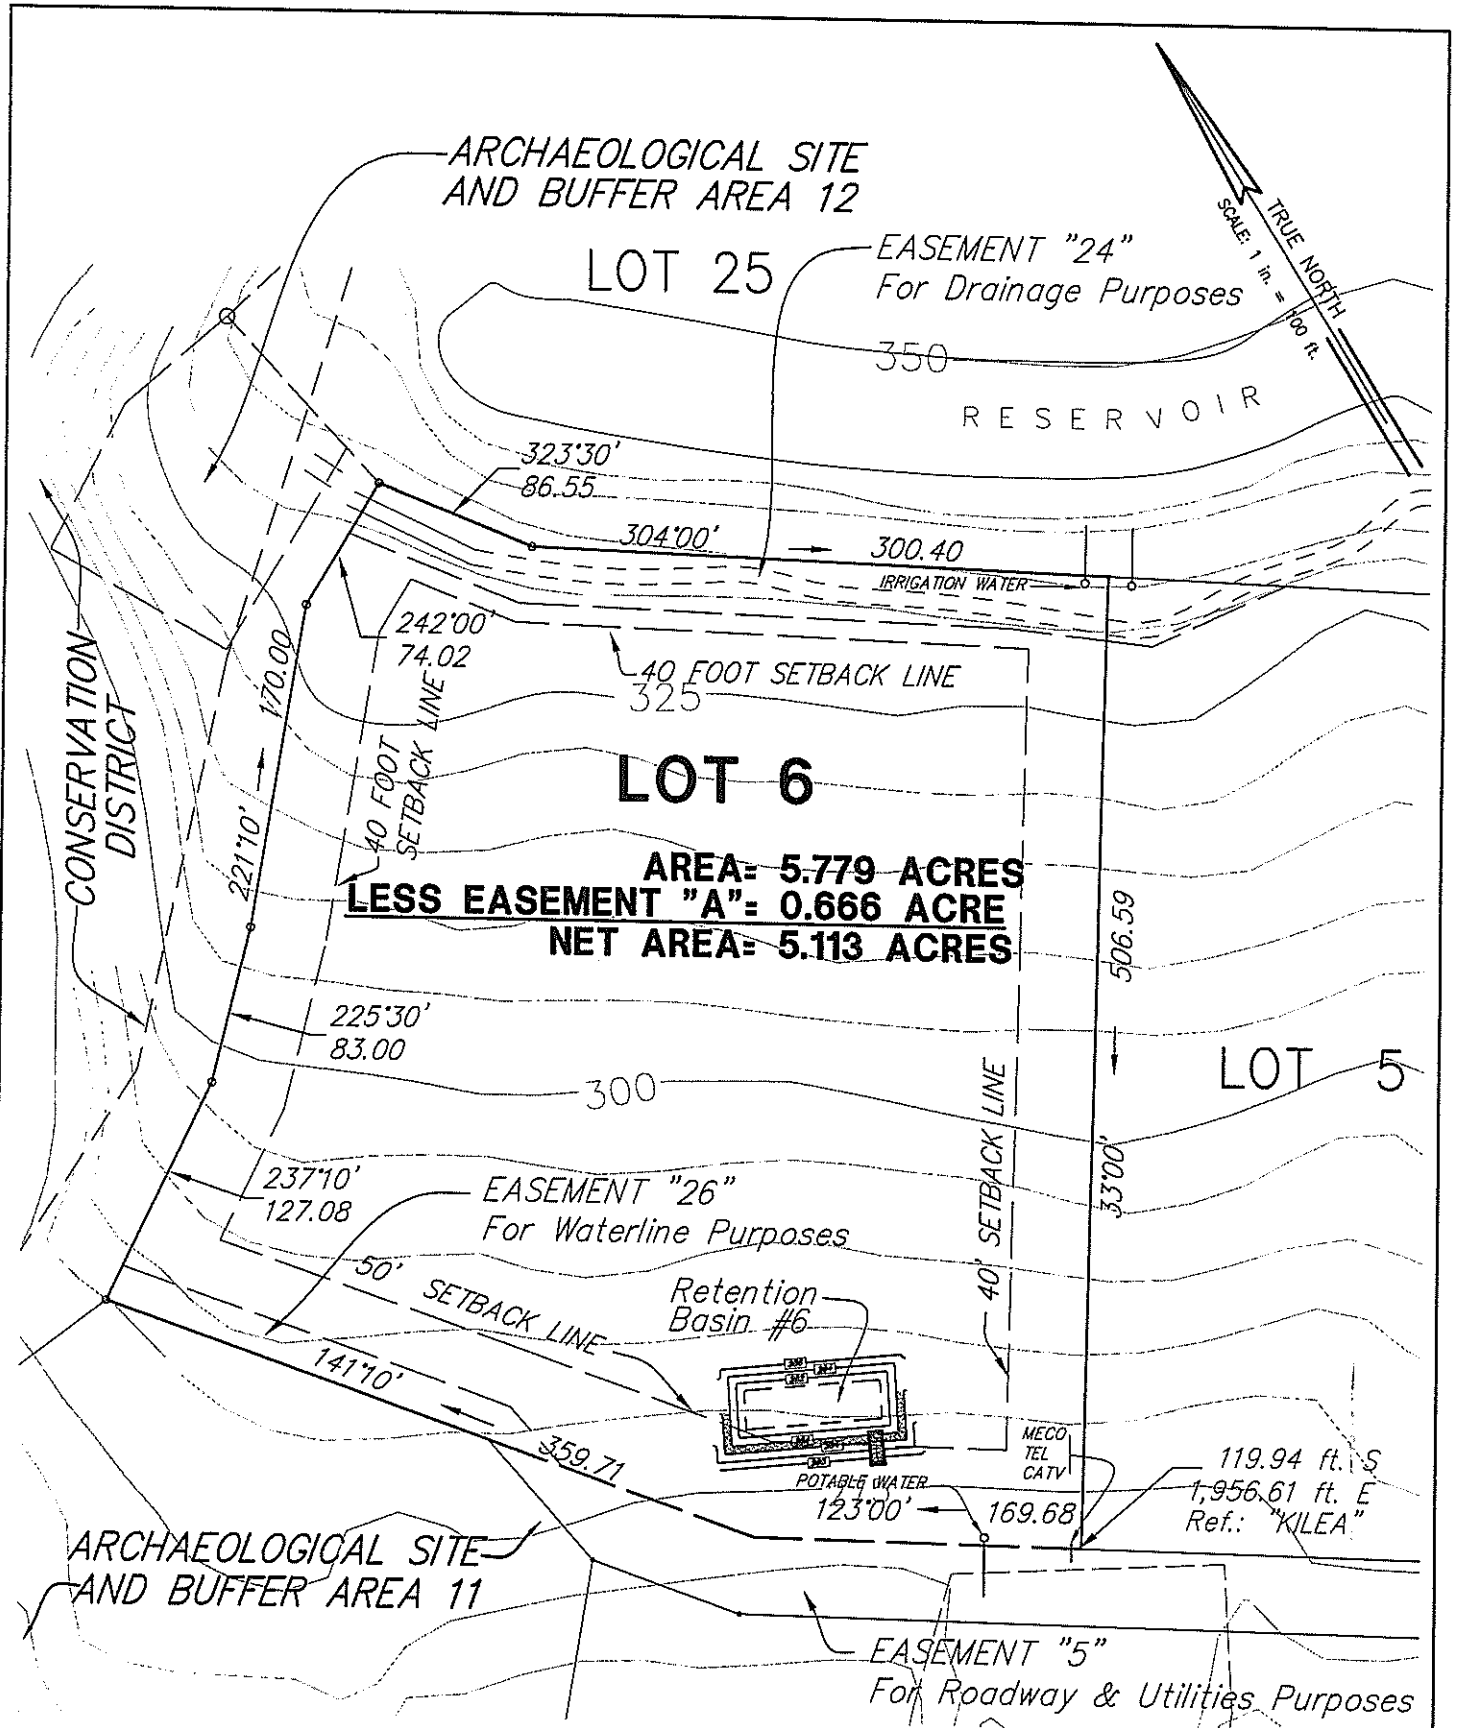 ARCHAEOLOGICAL SITE
AND BUFFER AREA 12
LOT 25
EASEMENT "24"
For Drainage Purposes
TRUE NORTH
SCALE: 1 in. = 100 ft.
350
RESERVOIR
323°30'
86.55
304°00'
300.40
IRRIGATION WATER
242°00'
74.02
40 FOOT SETBACK LINE
325
170.00
221°10'
CONSERVATION
DISTRICT
40 FOOT
SETBACK LINE
LOT 6
AREA= 5.779 ACRES
LESS EASEMENT "A"= 0.666 ACRE
NET AREA= 5.113 ACRES
506.59
33°00'
LOT 5
225°30'
83.00
300
40' SETBACK LINE
237°10'
127.08
EASEMENT "26"
For Waterline Purposes
50' SETBACK LINE
Retention
Basin #6
141°10'
359.71
MECO
TEL
CATV
POTABLE WATER
123°00'
169.68
119.94 ft. S
1,956.61 ft. E
Ref.: "KILEA"
ARCHAEOLOGICAL SITE
AND BUFFER AREA 11
EASEMENT "5"
For Roadway & Utilities Purposes